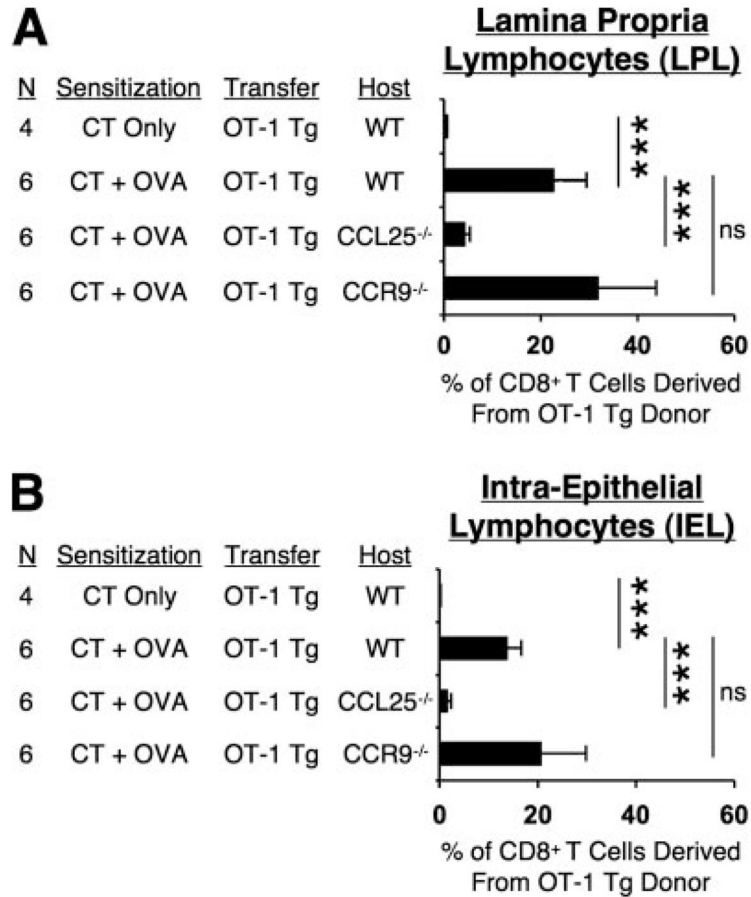 A
Lamina Propria
Lymphocytes (LPL)
N Sensitization Transfer Host
4 CT Only OT-1 Tg WT
6 CT + OVA OT-1 Tg WT
6 CT + OVA OT-1 Tg CCL25-/-
6 CT + OVA OT-1 Tg CCR9-/-
***
***
ns
0 20 40 60
% of CD8+ T Cells Derived
From OT-1 Tg Donor
B
Intra-Epithelial
Lymphocytes (IEL)
N Sensitization Transfer Host
4 CT Only OT-1 Tg WT
6 CT + OVA OT-1 Tg WT
6 CT + OVA OT-1 Tg CCL25-/-
6 CT + OVA OT-1 Tg CCR9-/-
***
***
ns
0 20 40 60
% of CD8+ T Cells Derived
From OT-1 Tg Donor